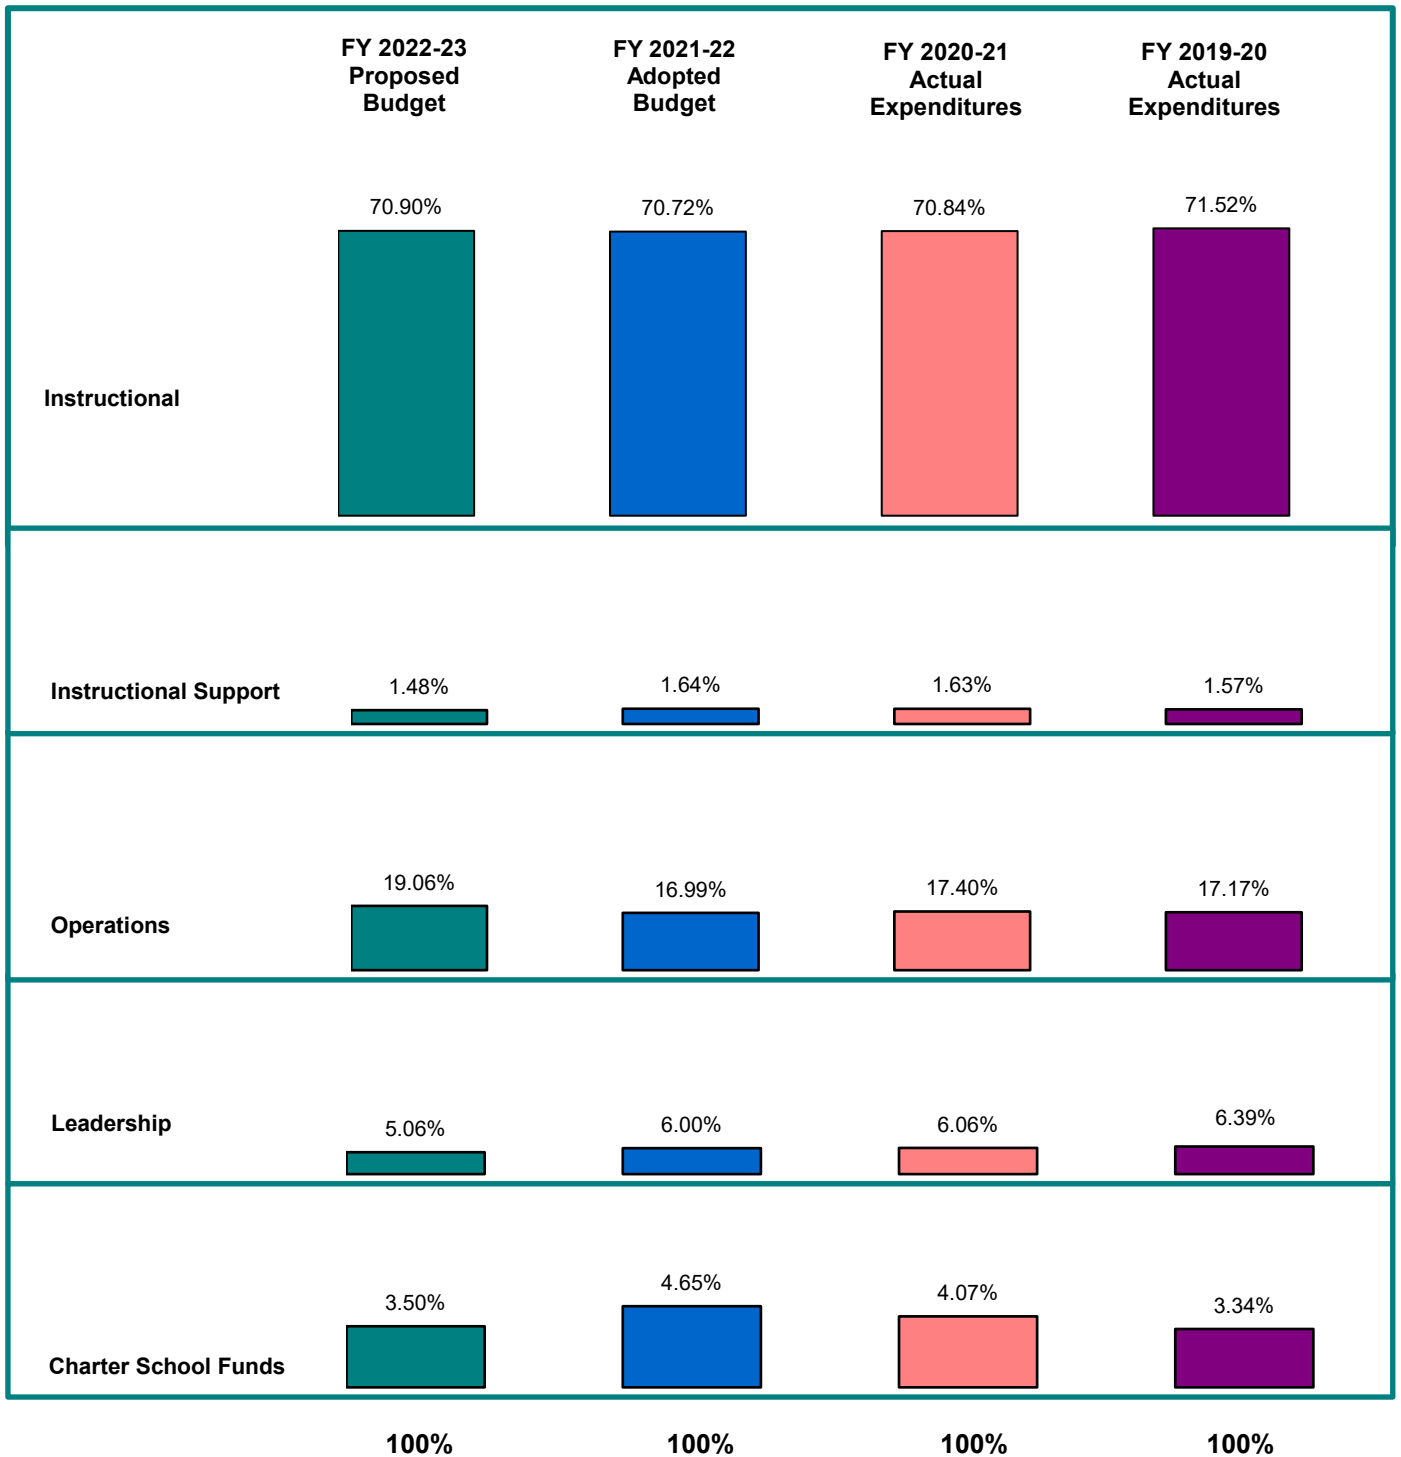 FY 2022-23
Proposed
Budget
FY 2021-22
Adopted
Budget
FY 2020-21
Actual
Expenditures
FY 2019-20
Actual
Expenditures
70.90%
70.72%
70.84%
71.52%
Instructional
Instructional Support
1.48%
1.64%
1.63%
1.57%
Operations
19.06%
16.99%
17.40%
17.17%
Leadership
5.06%
6.00%
6.06%
6.39%
Charter School Funds
3.50%
4.65%
4.07%
3.34%
100%
100%
100%
100%